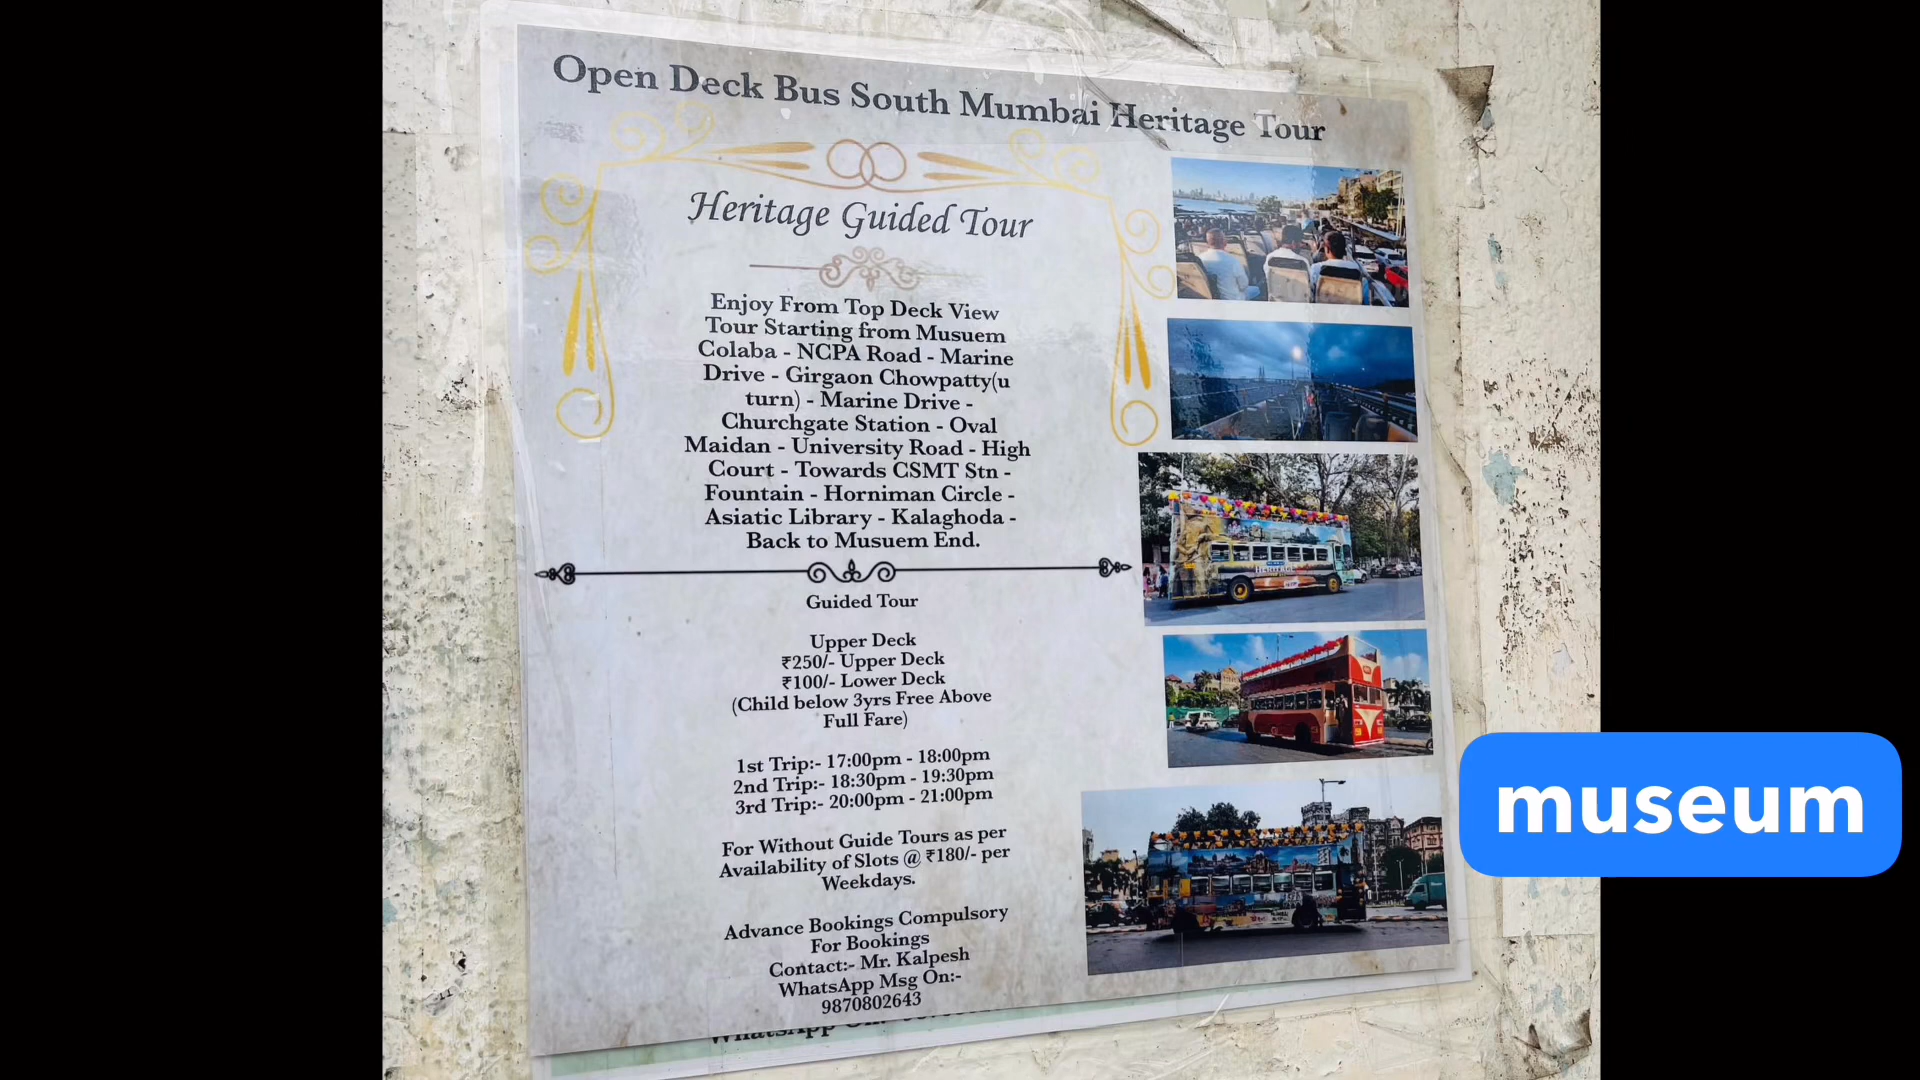 Open Deck Bus South Mumbai Heritage Tour
Heritage Guided Tour
Enjoy From Top Deck View
Tour Starting from Musuem
Colaba - NCPA Road - Marine
Drive - Girgaon Chowpatty(u
turn) - Marine Drive -
Churchgate Station - Oval
Maidan - University Road - High
Court - Towards CSMT Stn -
Fountain - Horniman Circle -
Asiatic Library - Kalaghoda -
Back to Musuem End.
Guided Tour
Upper Deck
₹250/- Upper Deck
₹100/- Lower Deck
(Child below 3yrs Free Above
Full Fare)
1st Trip:- 17:00pm - 18:00pm
2nd Trip:- 18:30pm - 19:30pm
3rd Trip:- 20:00pm - 21:00pm
For Without Guide Tours as per
Availability of Slots @ ₹180/- per
Weekdays.
Advance Bookings Compulsory
For Bookings
Contact:- Mr. Kalpesh
WhatsApp Msg On:-
9870802643
WhatsApp On:-
museum